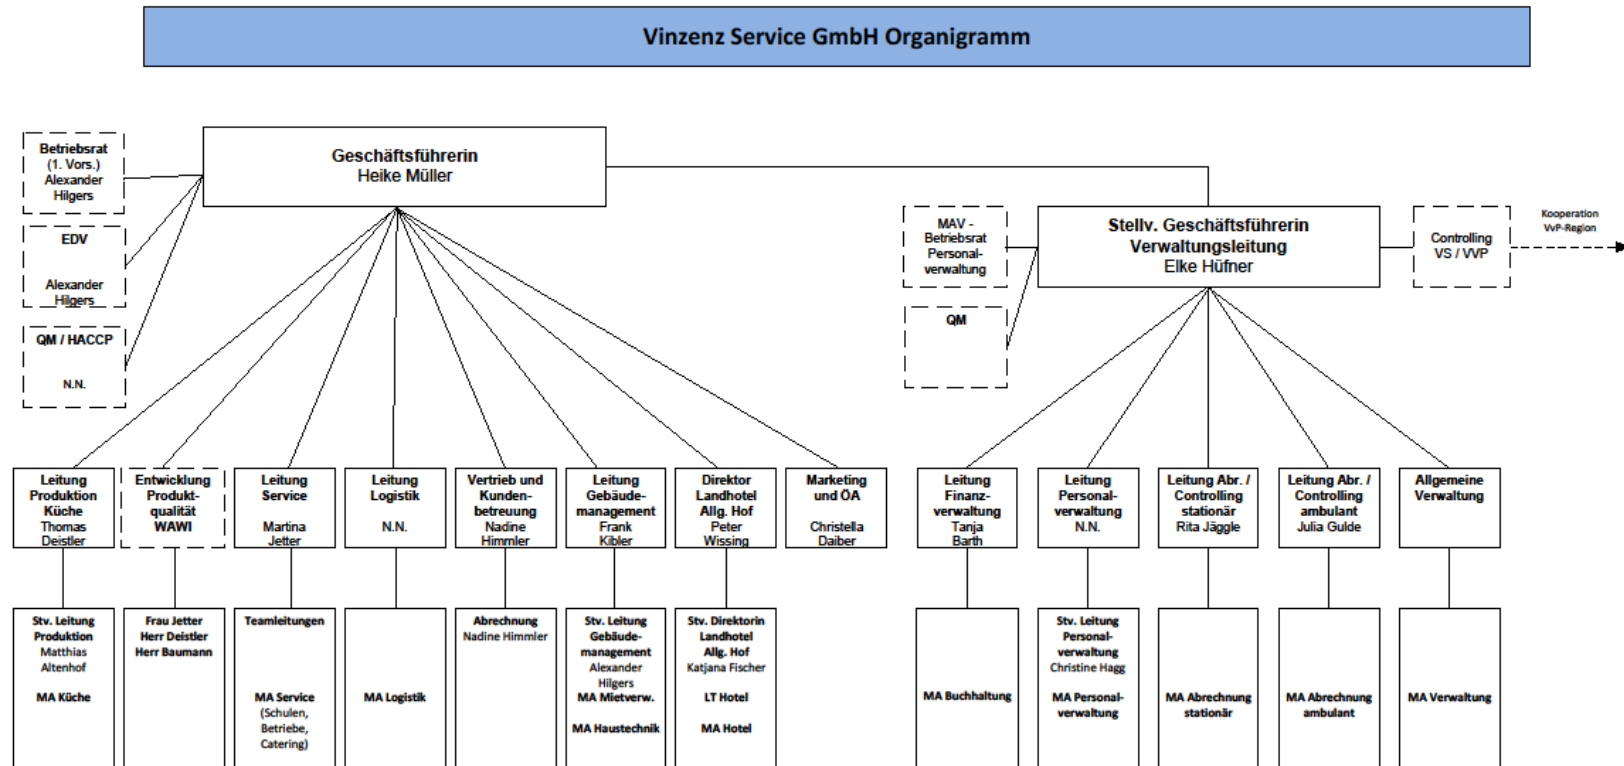 Vinzenz Service GmbH Organigramm
Betriebsrat
(1. Vors.)
Alexander
Hilgers
EDV
Alexander
Hilgers
QM / HACCP
N.N.
Geschäftsführerin
Heike Müller
MAV -
Betriebsrat
Personal-
verwaltung
QM
Stellv. Geschäftsführerin
Verwaltungsleitung
Elke Hüfner
Controlling
VS / VVP
Kooperation
VvP-Region
Leitung
Produktion
Küche
Thomas
Deistler
Entwicklung
Produkt-
qualität
WAWI
Leitung
Service
Martina
Jetter
Leitung
Logistik
N.N.
Vertrieb und
Kunden-
betreuung
Nadine
Himmler
Leitung
Gebäude-
management
Frank
Kibler
Direktor
Landhotel
Allg. Hof
Peter
Wissing
Marketing
und ÖA
Christella
Daiber
Leitung
Finanz-
verwaltung
Tanja
Barth
Leitung
Personal-
verwaltung
N.N.
Leitung Abr. /
Controlling
stationär
Rita Jäggle
Leitung Abr. /
Controlling
ambulant
Julia Gulde
Allgemeine
Verwaltung
Stv. Leitung
Produktion
Matthias
Altenhof
MA Küche
Frau Jetter
Herr Deistler
Herr Baumann
Teamleitungen
MA Service
(Schulen,
Betriebe,
Catering)
MA Logistik
Abrechnung
Nadine Himmler
Stv. Leitung
Gebäude-
management
Alexander
Hilgers
MA Mietverw.
MA Haustechnik
Stv. Direktorin
Landhotel
Allg. Hof
Katjana Fischer
LT Hotel
MA Hotel
MA Buchhaltung
Stv. Leitung
Personal-
verwaltung
Christine Hagg
MA Personal-
verwaltung
MA Abrechnung
stationär
MA Abrechnung
ambulant
MA Verwaltung